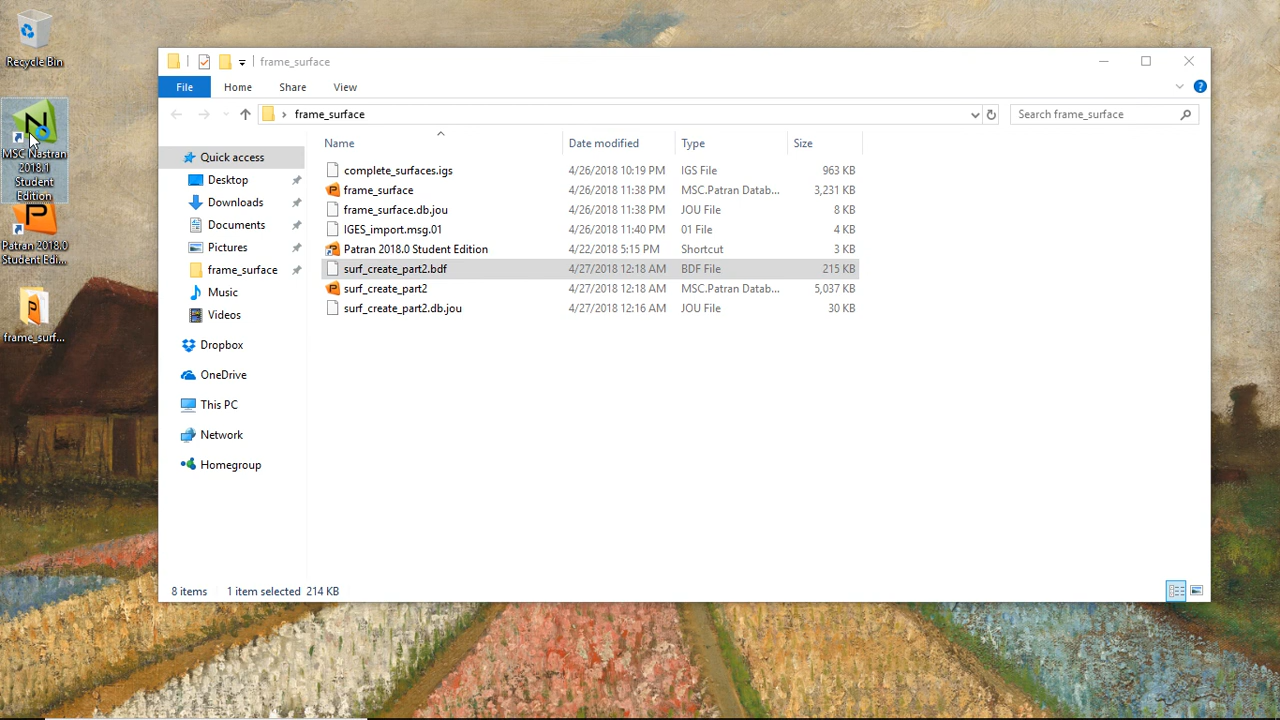 Recycle Bin
MSC Nastran
2018.1
Student
Edition
Patran 2018.0
Student Edi...
frame_surf...
frame_surface
File
Home
Share
View
frame_surface
Search frame_surface
Name
Date modified
Type
Size
complete_surfaces.igs 4/26/2018 10:19 PM IGS File 963 KB
frame_surface 4/26/2018 11:38 PM MSC.Patran Datab... 3,231 KB
frame_surface.db.jou 4/26/2018 11:38 PM JOU File 8 KB
IGES_import.msg.01 4/26/2018 11:40 PM 01 File 4 KB
Patran 2018.0 Student Edition 4/22/2018 5:15 PM Shortcut 3 KB
surf_create_part2.bdf 4/27/2018 12:18 AM BDF File 215 KB
surf_create_part2 4/27/2018 12:18 AM MSC.Patran Datab... 5,037 KB
surf_create_part2.db.jou 4/27/2018 12:16 AM JOU File 30 KB
Quick access
Desktop
Downloads
Documents
Pictures
frame_surface
Music
Videos
Dropbox
OneDrive
This PC
Network
Homegroup
8 items 1 item selected 214 KB